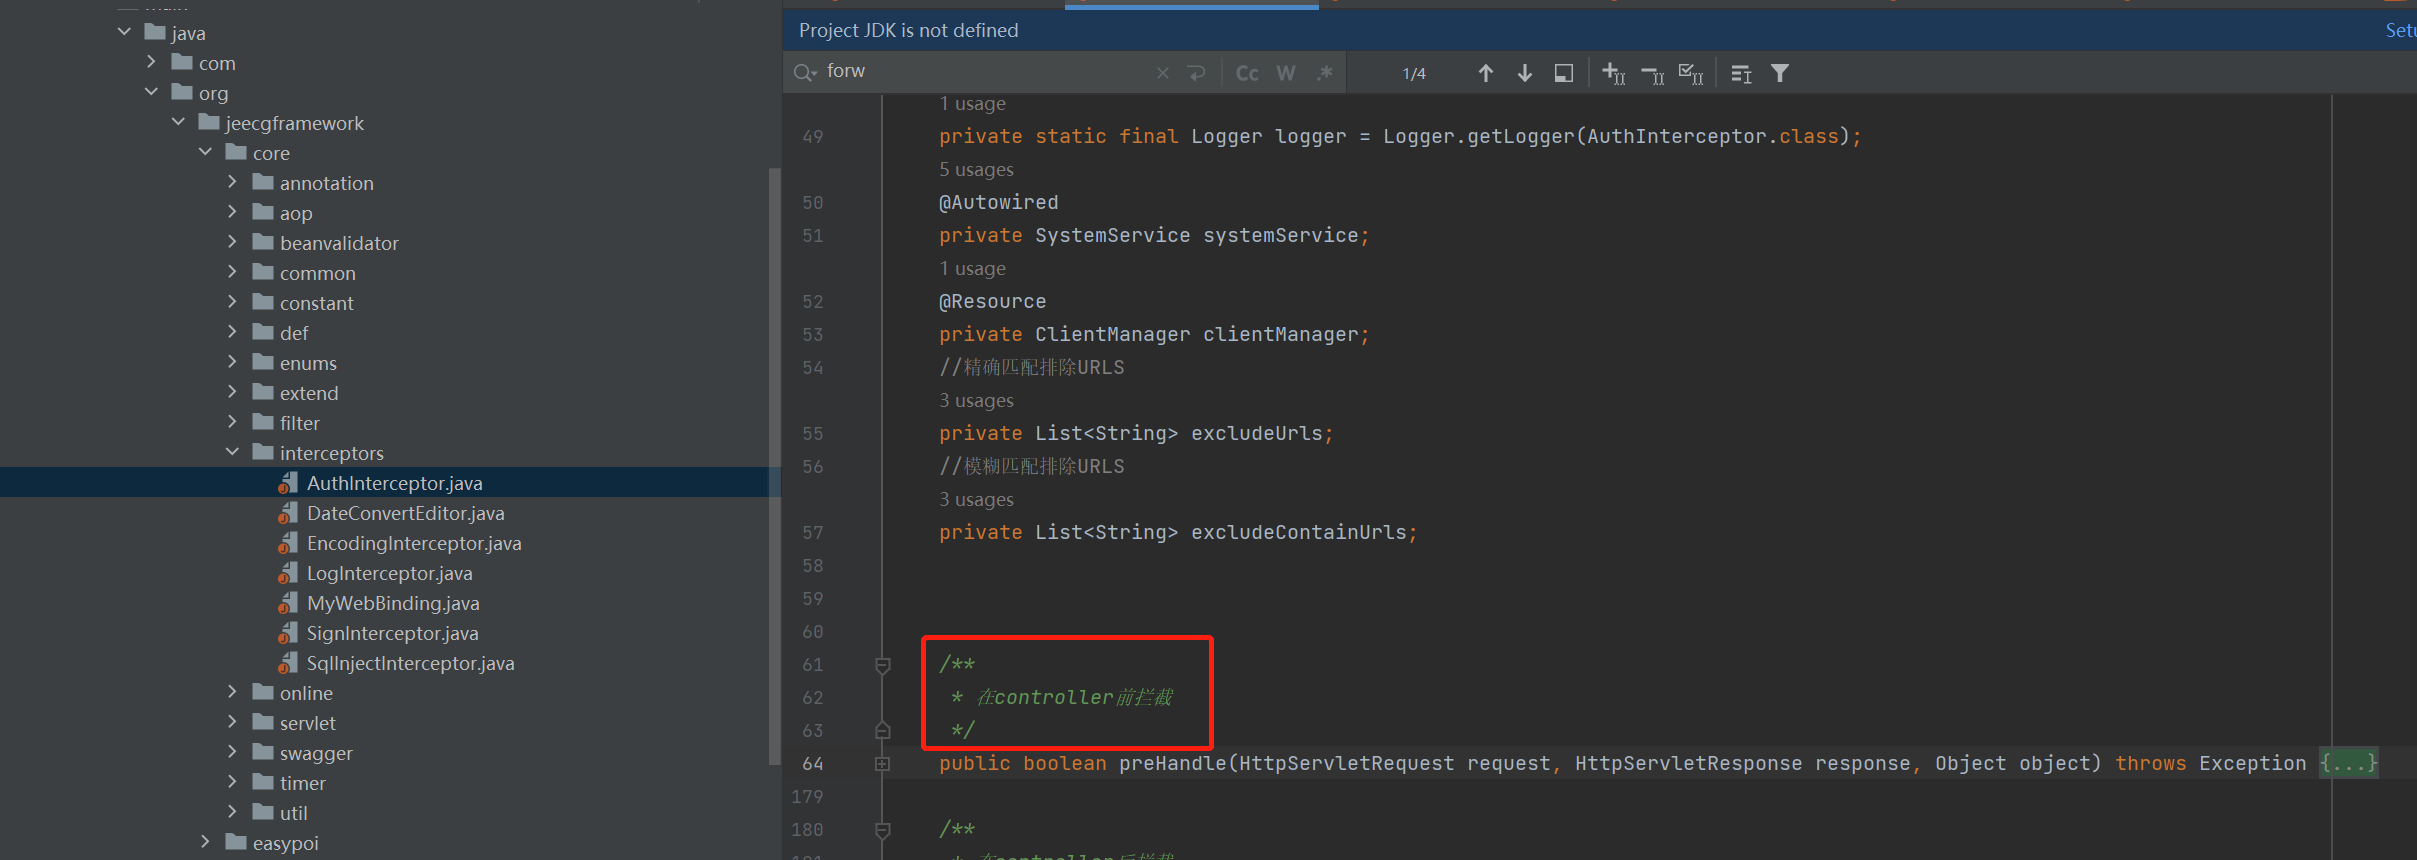 java
com
org
jeecgframework
core
annotation
aop
beanvalidator
common
constant
def
enums
extend
filter
interceptors
AuthInterceptor.java
DateConvertEditor.java
EncodingInterceptor.java
LogInterceptor.java
MyWebBinding.java
SignInterceptor.java
SqlInjectInterceptor.java
online
servlet
swagger
timer
util
easypoi
Project JDK is not defined
forw
Cc W .*
1/4
1 usage
49 private static final Logger logger = Logger.getLogger(AuthInterceptor.class);
5 usages
50 @Autowired
51 private SystemService systemService;
1 usage
52 @Resource
53 private ClientManager clientManager;
54 //精确匹配排除URLS
3 usages
55 private List<String> excludeUrls;
56 //模糊匹配排除URLS
3 usages
57 private List<String> excludeContainUrls;
58
59
60
61 /**
62 * 在controller前拦截
63 */
64 public boolean preHandle(HttpServletRequest request, HttpServletResponse response, Object object) throws Exception {...}
179
180 /**